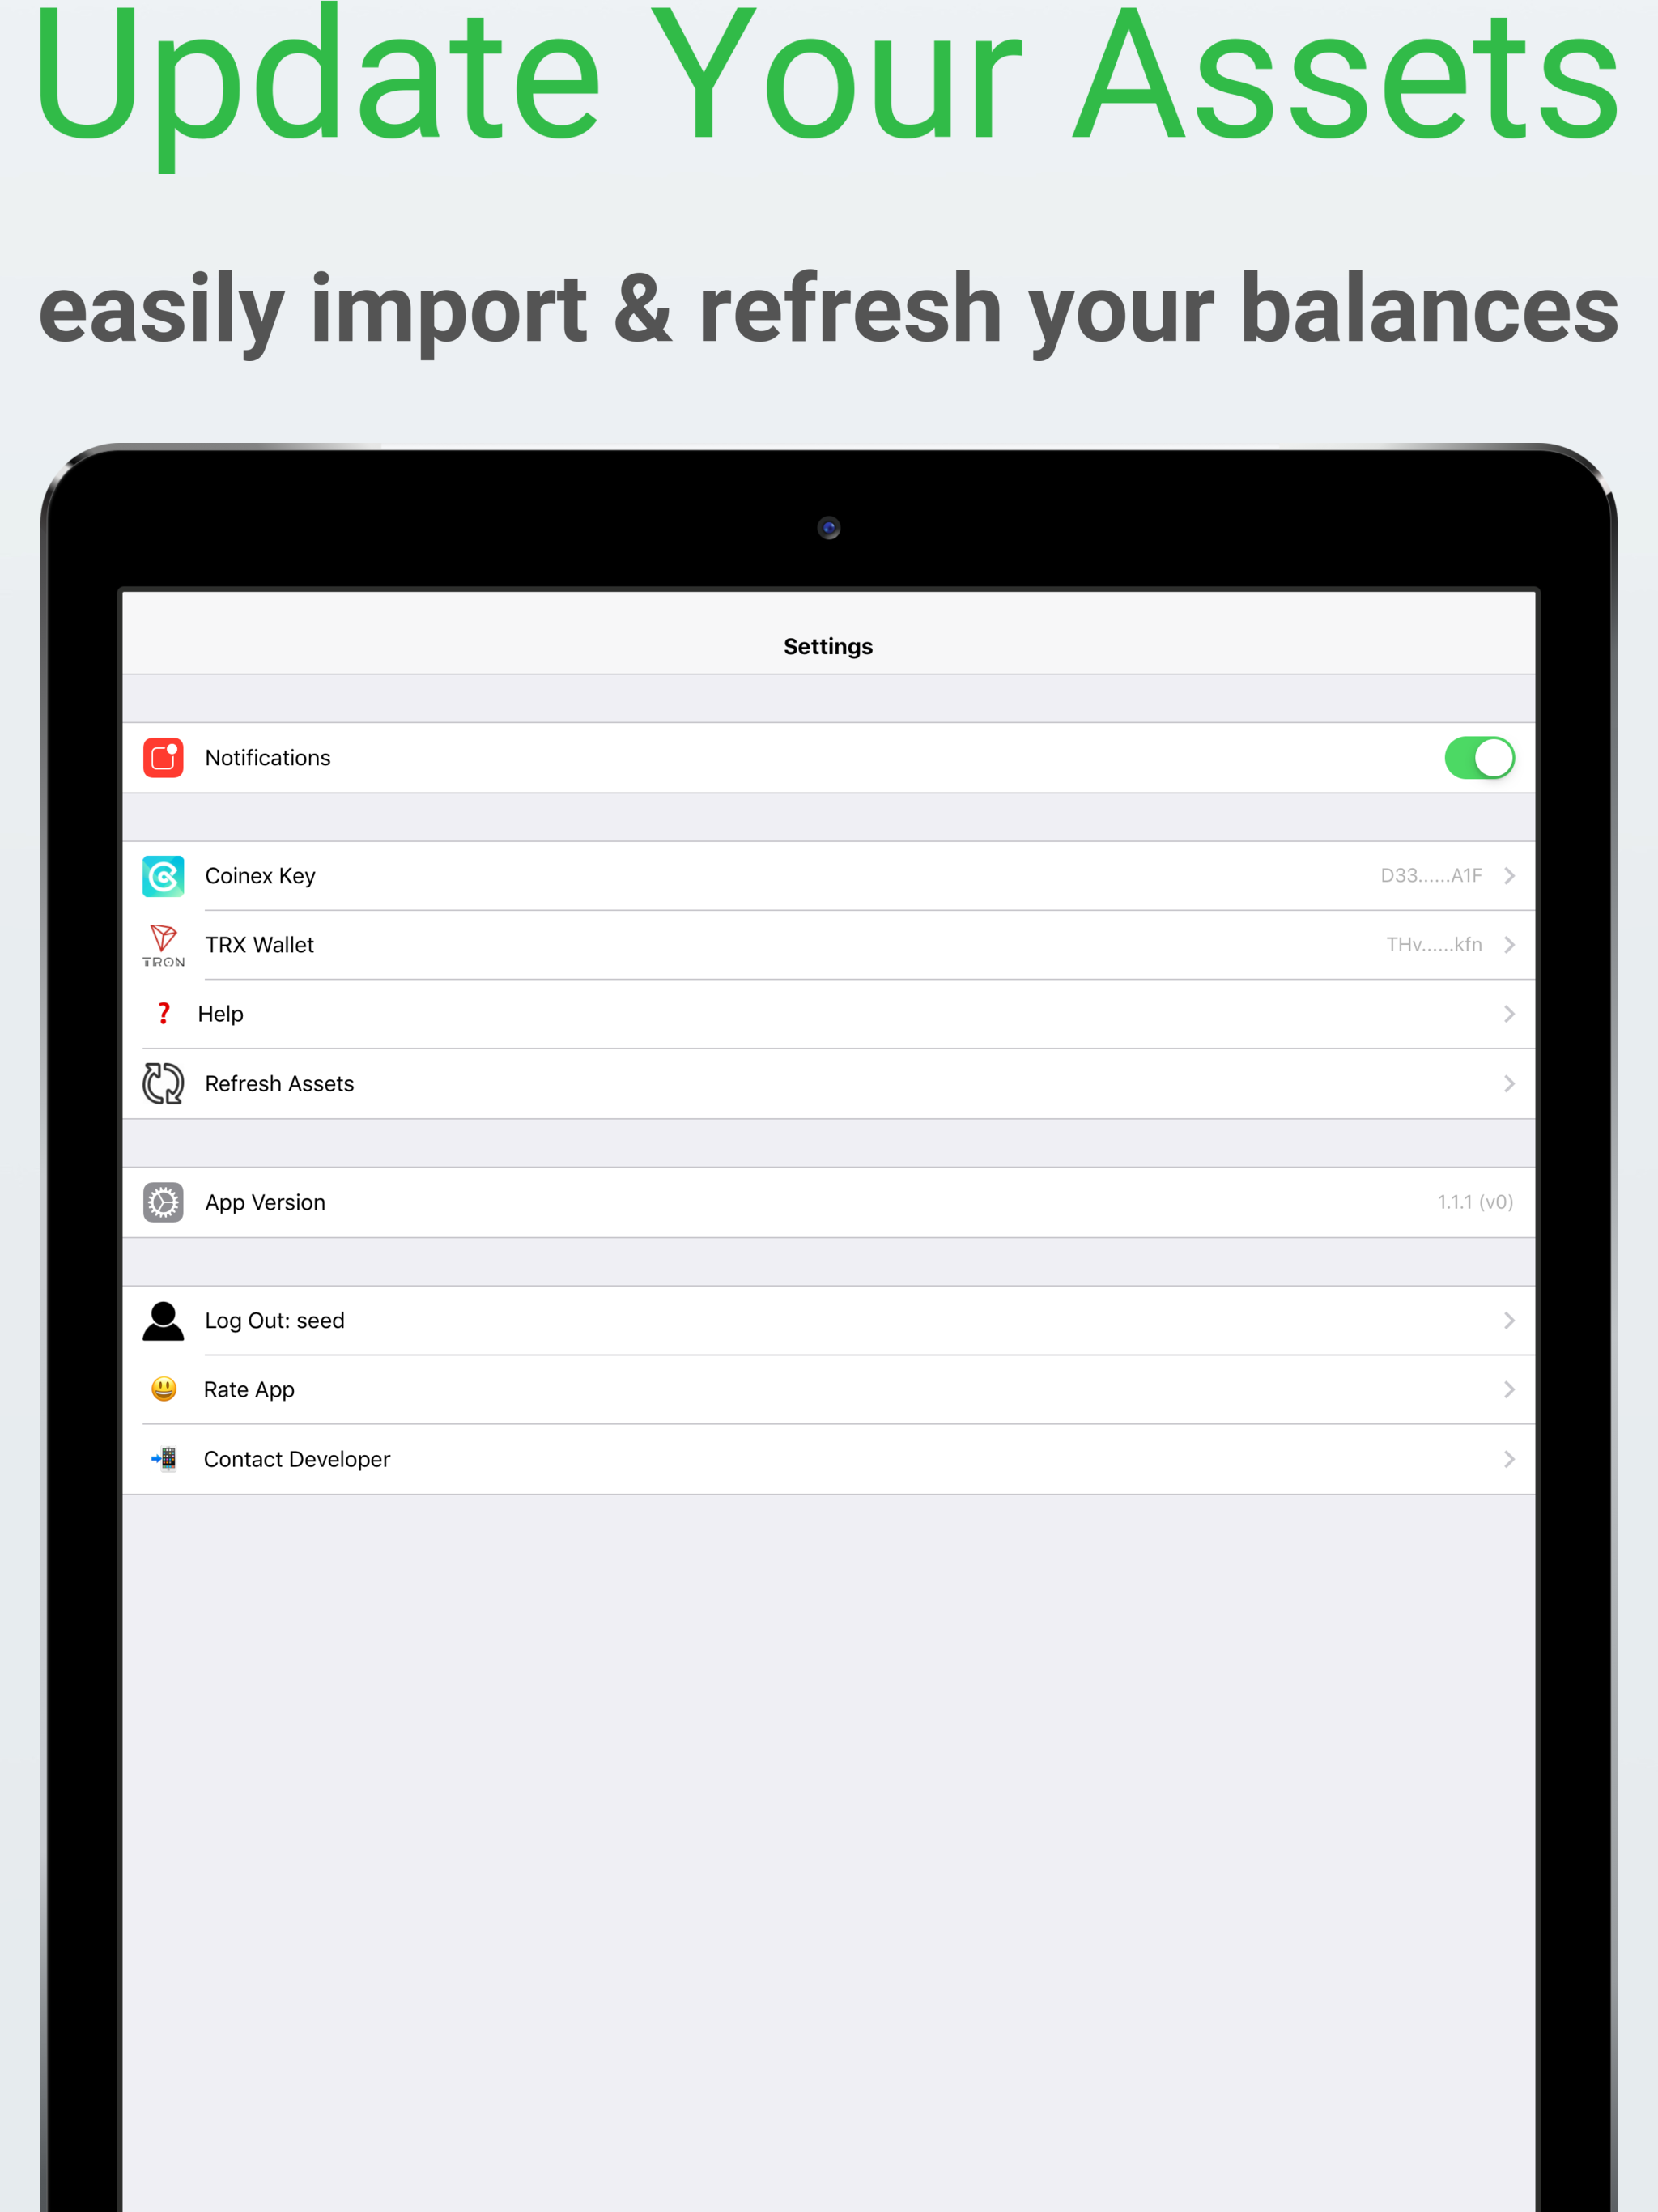 Update Your Assets
easily import & refresh your balances
Settings
Notifications
Coinex Key D33......A1F
TRX Wallet THv......kfn
TRON
? Help
Refresh Assets
App Version 1.1.1 (v0)
Log Out: seed
Rate App
Contact Developer